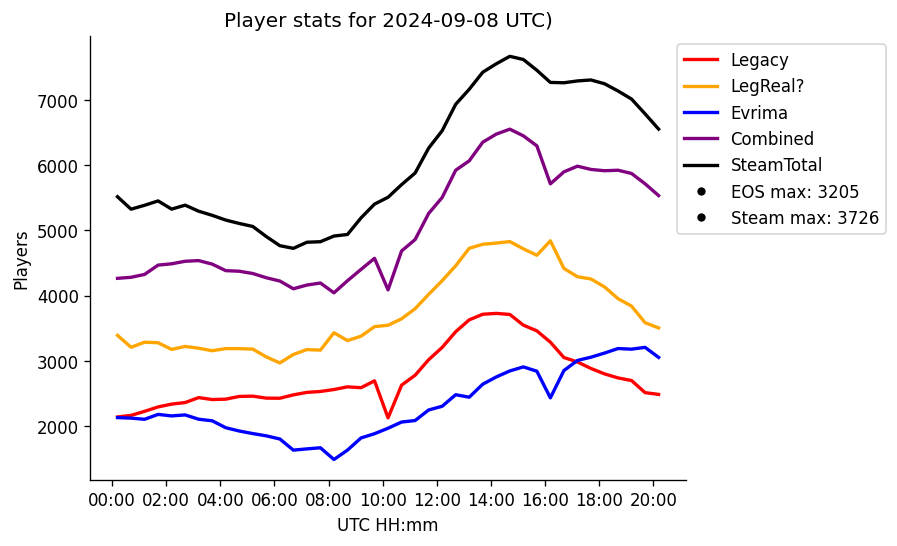 Player stats for 2024-09-08 UTC)
Legacy
LegReal?
Evrima
Combined
SteamTotal
EOS max: 3205
Steam max: 3726
Players
7000
6000
5000
4000
3000
2000
00:00 02:00 04:00 06:00 08:00 10:00 12:00 14:00 16:00 18:00 20:00
UTC HH:mm